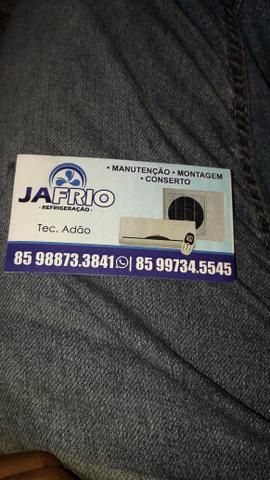 JAFRIO
- REFRIGERAÇÃO -
• MANUTENÇÃO • MONTAGEM
• CONSERTO
Tec. Adão
85 98873.3841 | 85 99734.5545